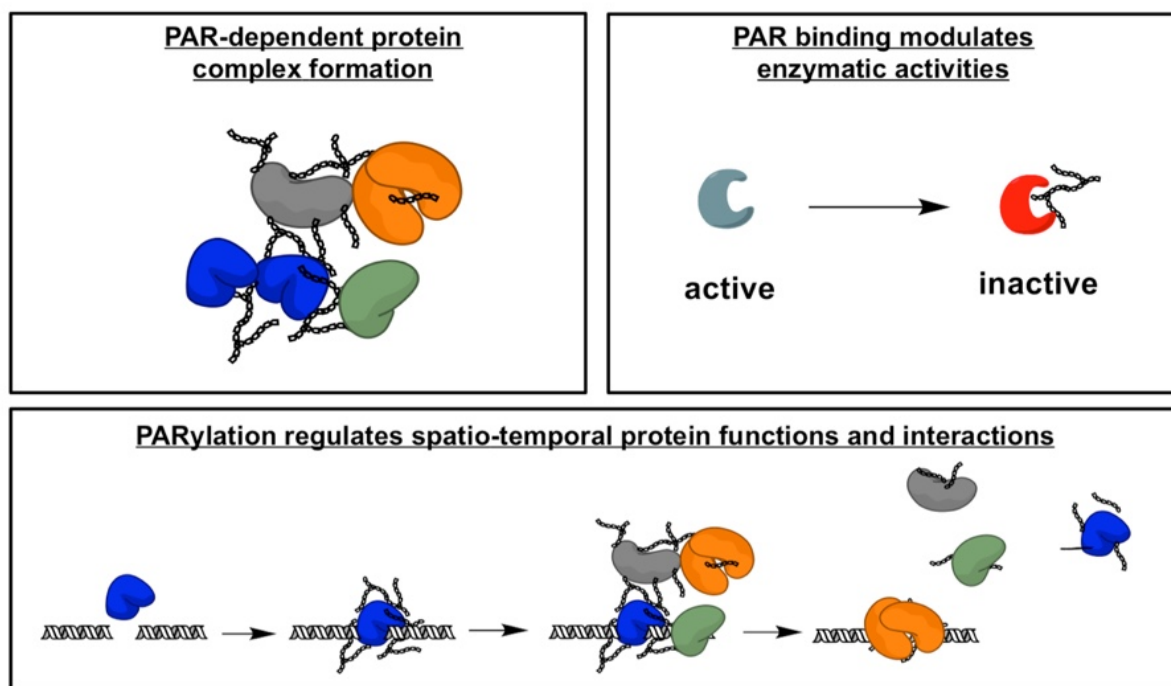 PAR-dependent protein
complex formation
PAR binding modulates
enzymatic activities
active
inactive
PARylation regulates spatio-temporal protein functions and interactions